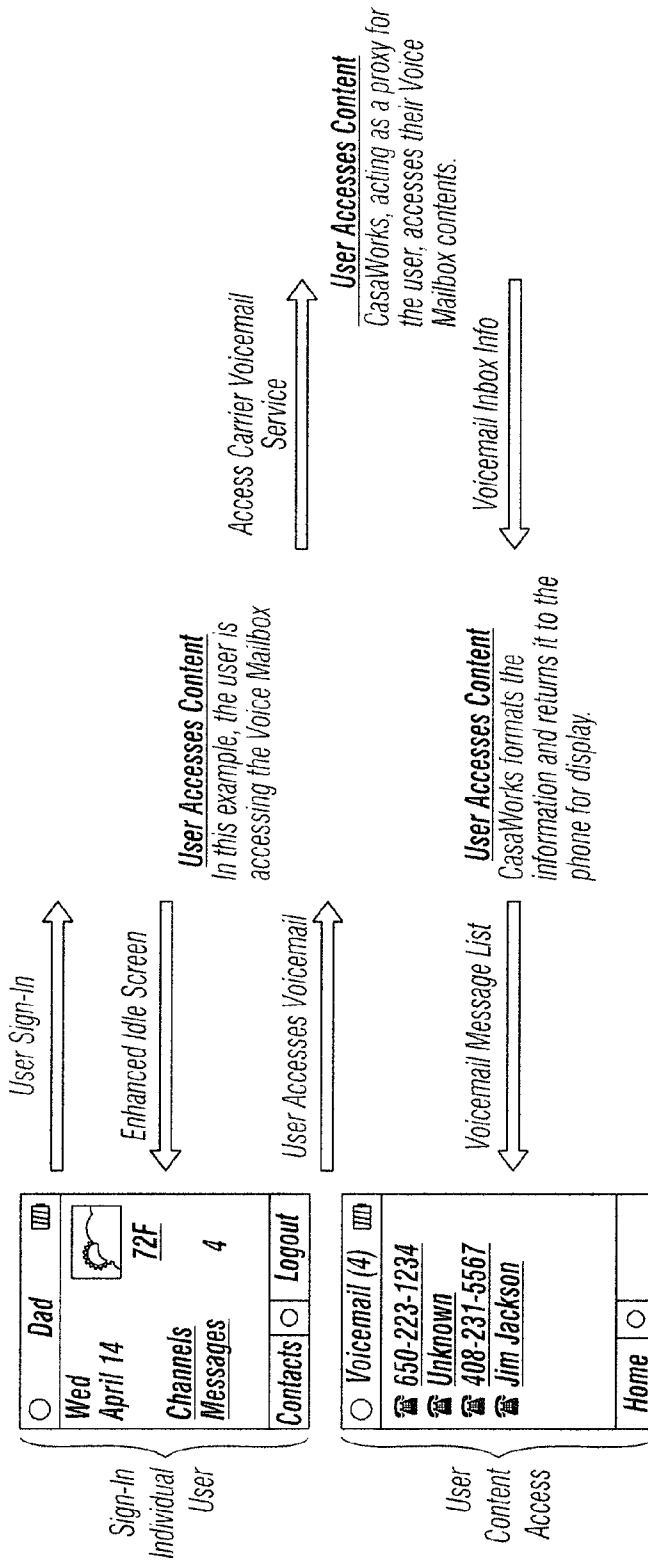 Sign-In
Individual
User
Dad
Wed
April 14
72F
Channels
Messages
4
Contacts
Logout
User Sign-In
Enhanced Idle Screen
User Accesses Content
In this example, the user is
accessing the Voice Mailbox
Access Carrier Voicemail
Service
User Accesses Content
CasaWorks, acting as a proxy for
the user, accesses their Voice
Mailbox contents.
User
Content
Access
Voicemail (4)
650-223-1234
Unknown
408-231-5567
Jim Jackson
Home
User Accesses Voicemail
Voicemail Message List
User Accesses Content
CasaWorks formats the
information and returns it to the
phone for display.
Voicemail Inbox Info